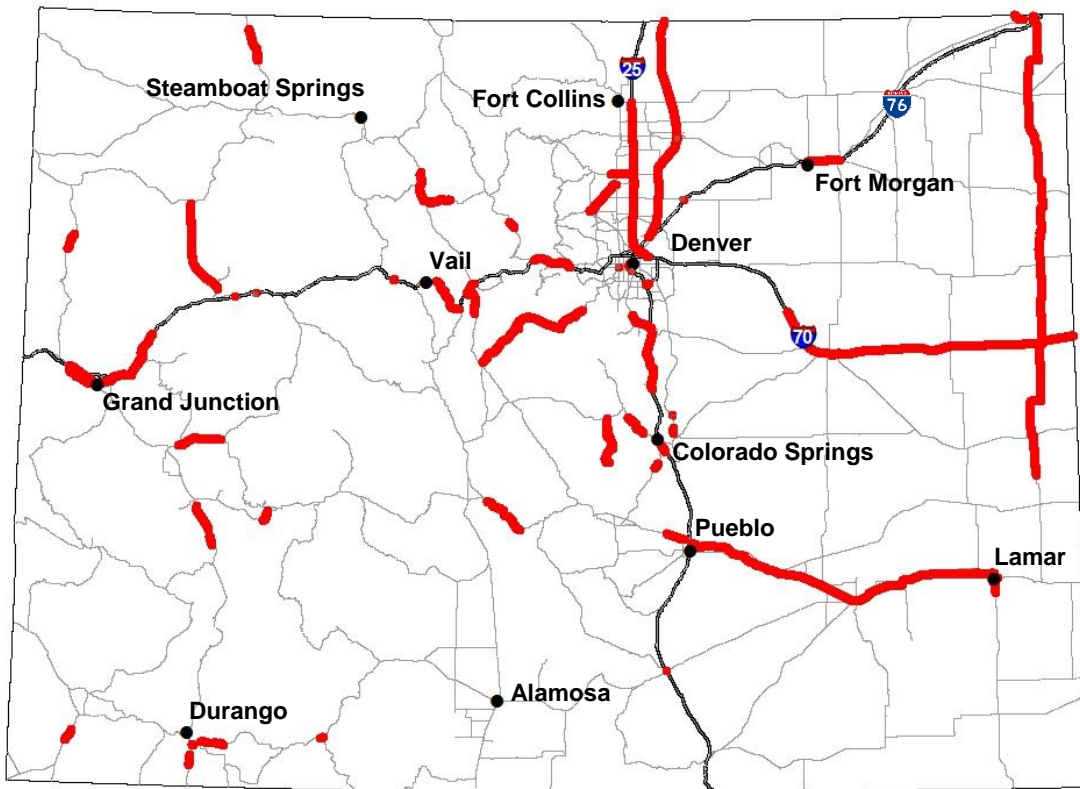 25
Steamboat Springs
Fort Collins
76
Fort Morgan
Denver
Vail
70
Grand Junction
Colorado Springs
Pueblo
Lamar
Alamosa
Durango